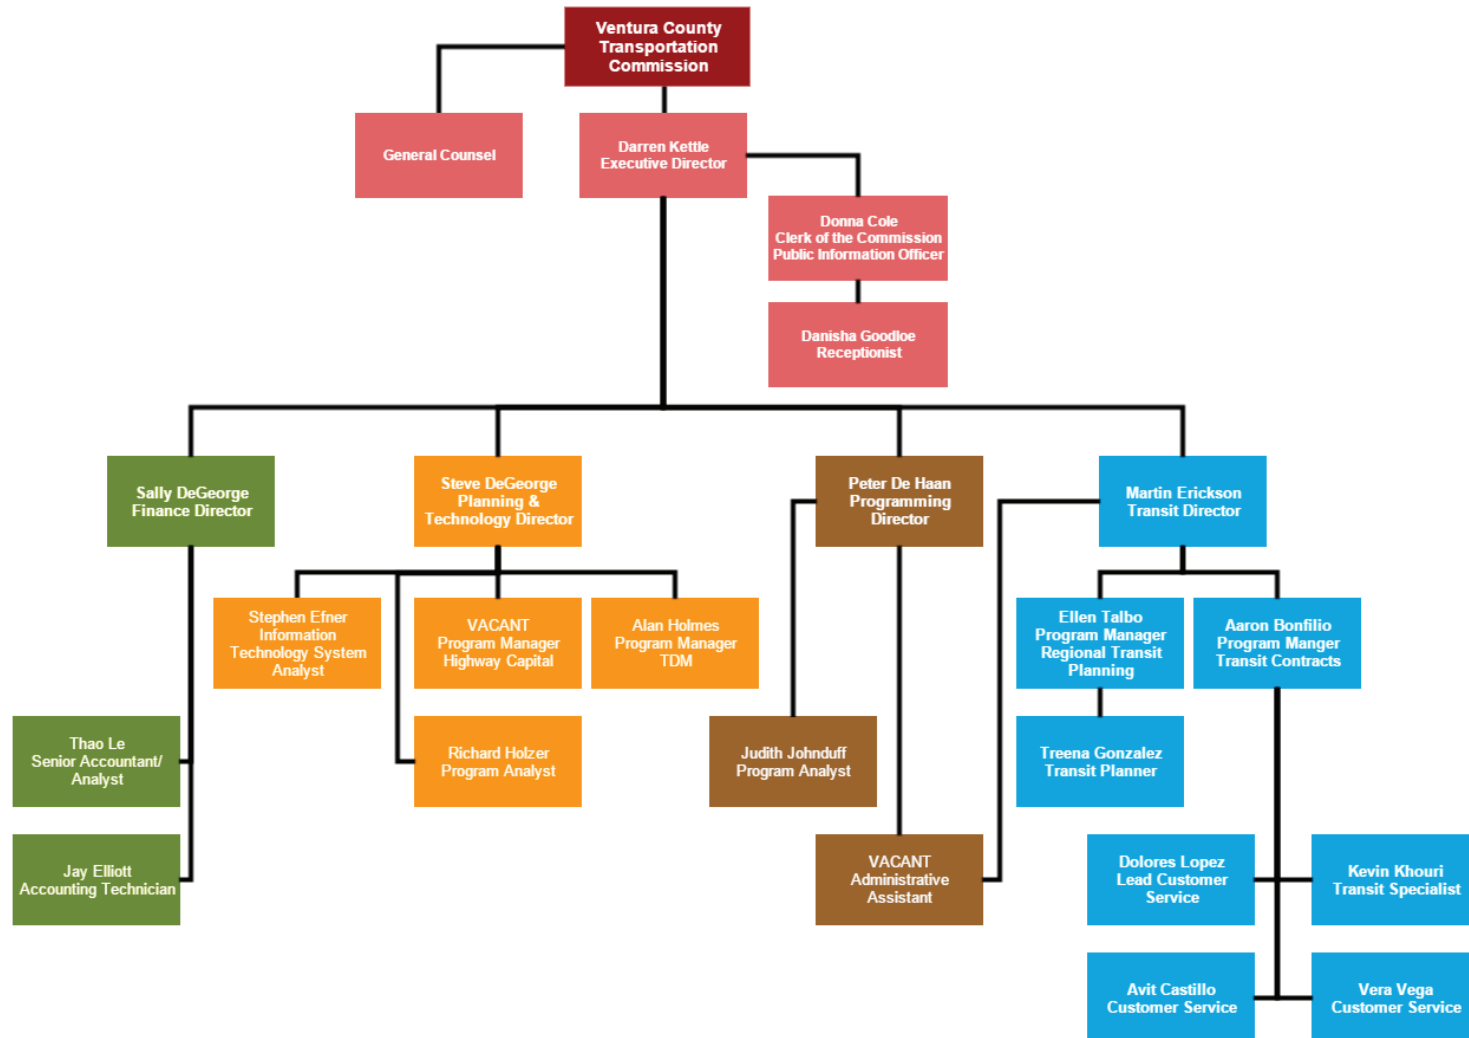 Ventura County
Transportation
Commission
General Counsel
Darren Kettle
Executive Director
Donna Cole
Clerk of the Commission
Public Information Officer
Danisha Goodloe
Receptionist
Sally DeGeorge
Finance Director
Steve DeGeorge
Planning &
Technology Director
Peter De Haan
Programming
Director
Martin Erickson
Transit Director
Stephen Efner
Information
Technology System
Analyst
VACANT
Program Manager
Highway Capital
Alan Holmes
Program Manager
TDM
Ellen Talbo
Program Manager
Regional Transit
Planning
Aaron Bonfilio
Program Manger
Transit Contracts
Thao Le
Senior Accountant/
Analyst
Richard Holzer
Program Analyst
Judith Johnduff
Program Analyst
Treena Gonzalez
Transit Planner
Jay Elliott
Accounting Technician
VACANT
Administrative
Assistant
Dolores Lopez
Lead Customer
Service
Kevin Khouri
Transit Specialist
Avit Castillo
Customer Service
Vera Vega
Customer Service